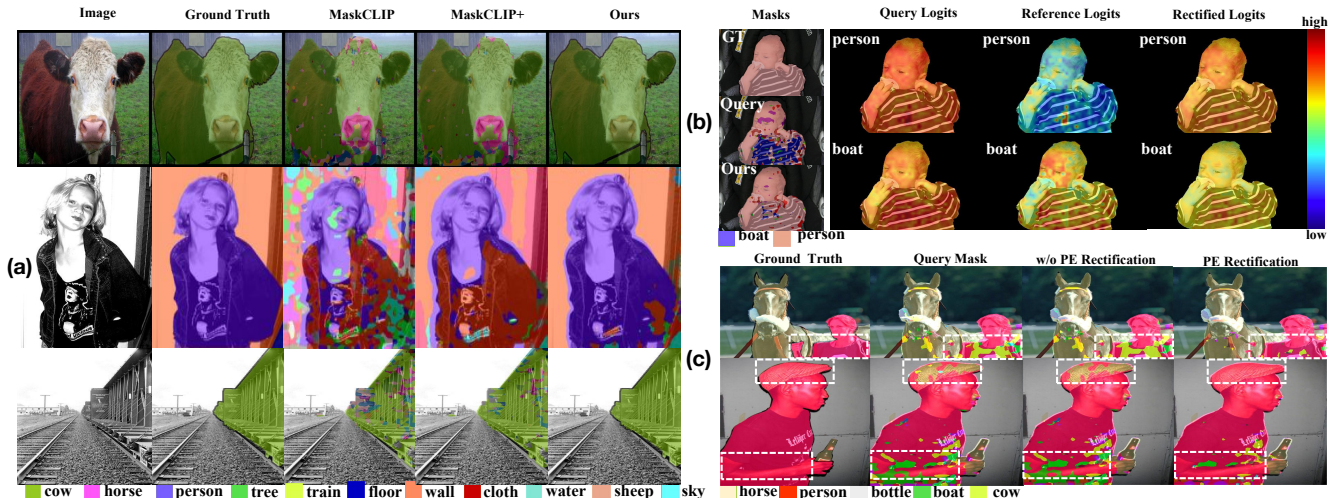 Image Ground Truth MaskCLIP MaskCLIP+ Ours
(a)
cow horse person tree train floor wall cloth water sheep sky
Masks Query Logits Reference Logits Rectified Logits
high
GT person person person
Query
(b)
Ours boat boat boat
low
boat person
Ground Truth Query Mask w/o PE Rectification PE Rectification
(c)
horse person bottle boat cow